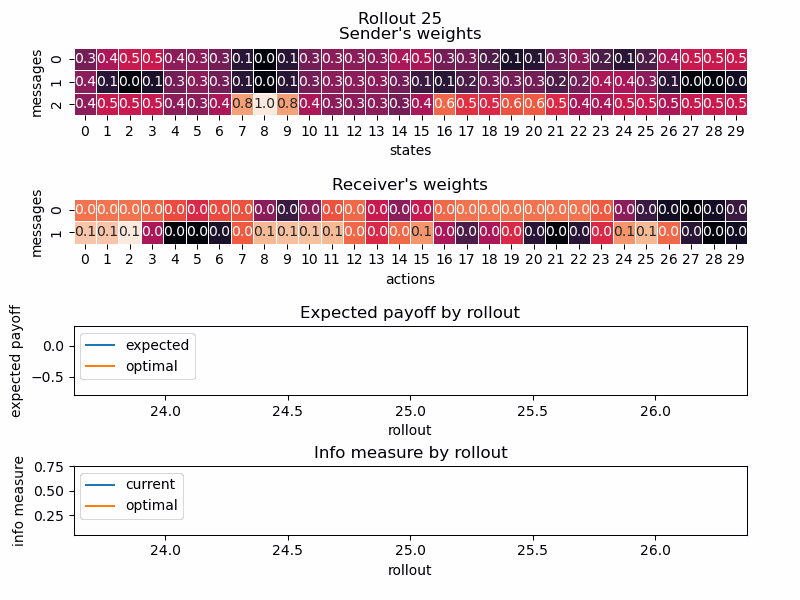 Rollout 25
Sender's weights
messages
0 0.3 0.4 0.5 0.5 0.4 0.3 0.3 0.1 0.0 0.1 0.3 0.3 0.3 0.3 0.4 0.5 0.3 0.3 0.2 0.1 0.1 0.3 0.3 0.2 0.1 0.2 0.4 0.5 0.5 0.5
1 0.4 0.1 0.0 0.1 0.3 0.3 0.3 0.1 0.0 0.1 0.3 0.3 0.3 0.3 0.3 0.1 0.1 0.2 0.3 0.3 0.3 0.2 0.2 0.4 0.4 0.3 0.1 0.0 0.0 0.0
2 0.4 0.5 0.5 0.5 0.4 0.3 0.4 0.8 1.0 0.8 0.4 0.3 0.3 0.3 0.3 0.4 0.6 0.5 0.5 0.6 0.6 0.5 0.4 0.4 0.5 0.5 0.5 0.5 0.5 0.5
0 1 2 3 4 5 6 7 8 9 10 11 12 13 14 15 16 17 18 19 20 21 22 23 24 25 26 27 28 29
states
Receiver's weights
messages
0 0.0 0.0 0.0 0.0 0.0 0.0 0.0 0.0 0.0 0.0 0.0 0.0 0.0 0.0 0.0 0.0 0.0 0.0 0.0 0.0 0.0 0.0 0.0 0.0 0.0 0.0 0.0 0.0 0.0 0.0
1 0.1 0.1 0.1 0.0 0.0 0.0 0.0 0.0 0.1 0.1 0.1 0.1 0.0 0.0 0.0 0.1 0.0 0.0 0.0 0.0 0.0 0.0 0.0 0.0 0.1 0.1 0.0 0.0 0.0 0.0
0 1 2 3 4 5 6 7 8 9 10 11 12 13 14 15 16 17 18 19 20 21 22 23 24 25 26 27 28 29
actions
Expected payoff by rollout
expected payoff
0.0
−0.5
expected
optimal
24.0 24.5 25.0 25.5 26.0
rollout
Info measure by rollout
info measure
0.75
0.50
0.25
current
optimal
24.0 24.5 25.0 25.5 26.0
rollout